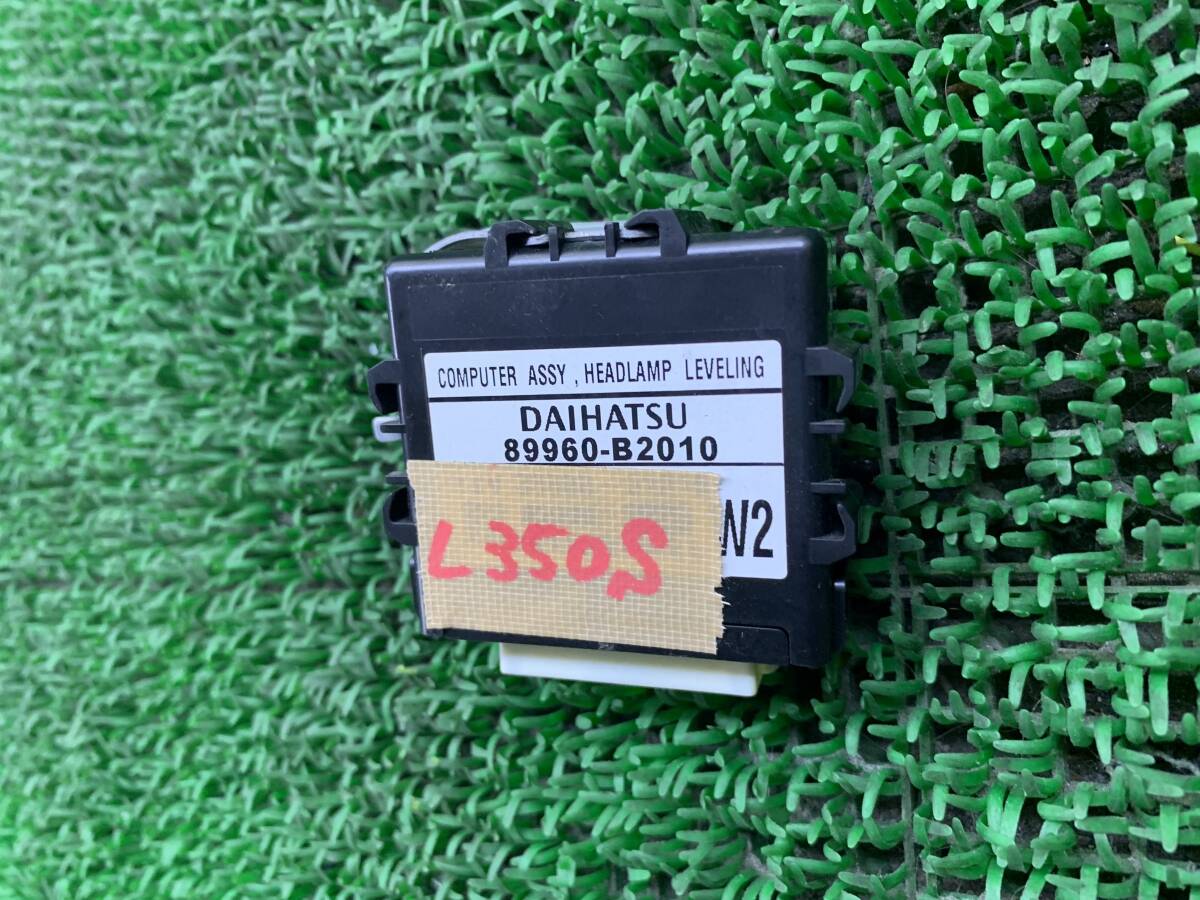 COMPUTER ASSY , HEADLAMP LEVELING
DAIHATSU
89960-B2010
W2
L350S